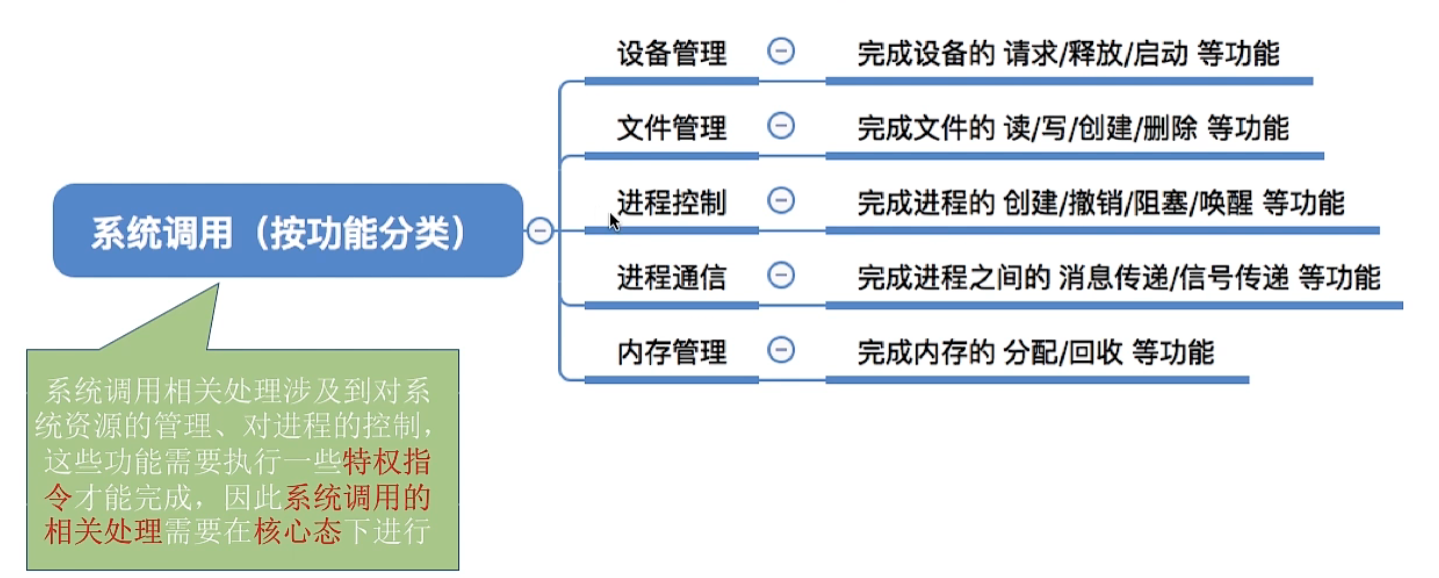 系统调用（按功能分类）
设备管理
完成设备的 请求/释放/启动 等功能
文件管理
完成文件的 读/写/创建/删除 等功能
进程控制
完成进程的 创建/撤销/阻塞/唤醒 等功能
进程通信
完成进程之间的 消息传递/信号传递 等功能
内存管理
完成内存的 分配/回收 等功能
系统调用相关处理涉及到对系
统资源的管理、对进程的控制，
这些功能需要执行一些特权指
令才能完成，因此系统调用的
相关处理需要在核心态下进行